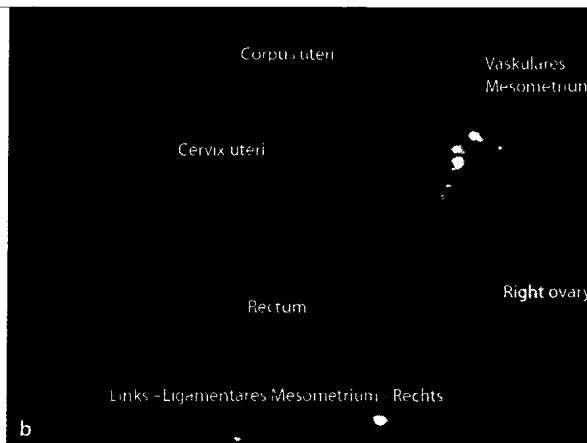 Corpus uteri
Vaskulares
Mesometrium
Cervix uteri
Right ovary
Rectum
Links - Ligamentares Mesometrium - Rechts
b